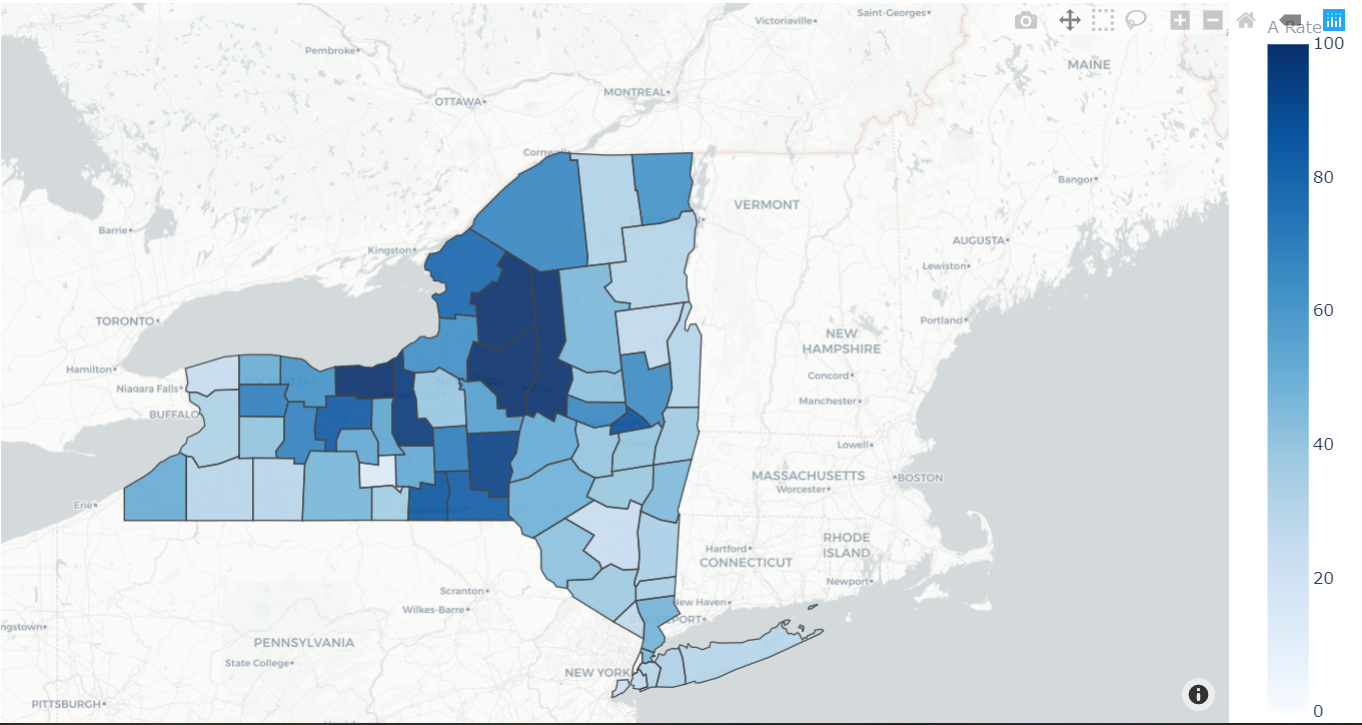 Victoriaville
Saint-Georges
A Rate
100
Pembroke
MAINE
OTTAWA
MONTREAL
Cornwall
Bangor
80
VERMONT
Barrie
Kingston
AUGUSTA
Lewiston
60
TORONTO
Portland
NEW
HAMPSHIRE
Hamilton
Concord
Niagara Falls
Manchester
BUFFALO
40
Lowell
MASSACHUSETTS
BOSTON
Worcester
Erie
RHODE
ISLAND
Hartford
CONNECTICUT
20
Newport
Scranton
New Haven
Wilkes-Barre
PORT
ngstown
PENNSYLVANIA
State College
NEW YORK
PITTSBURGH
0